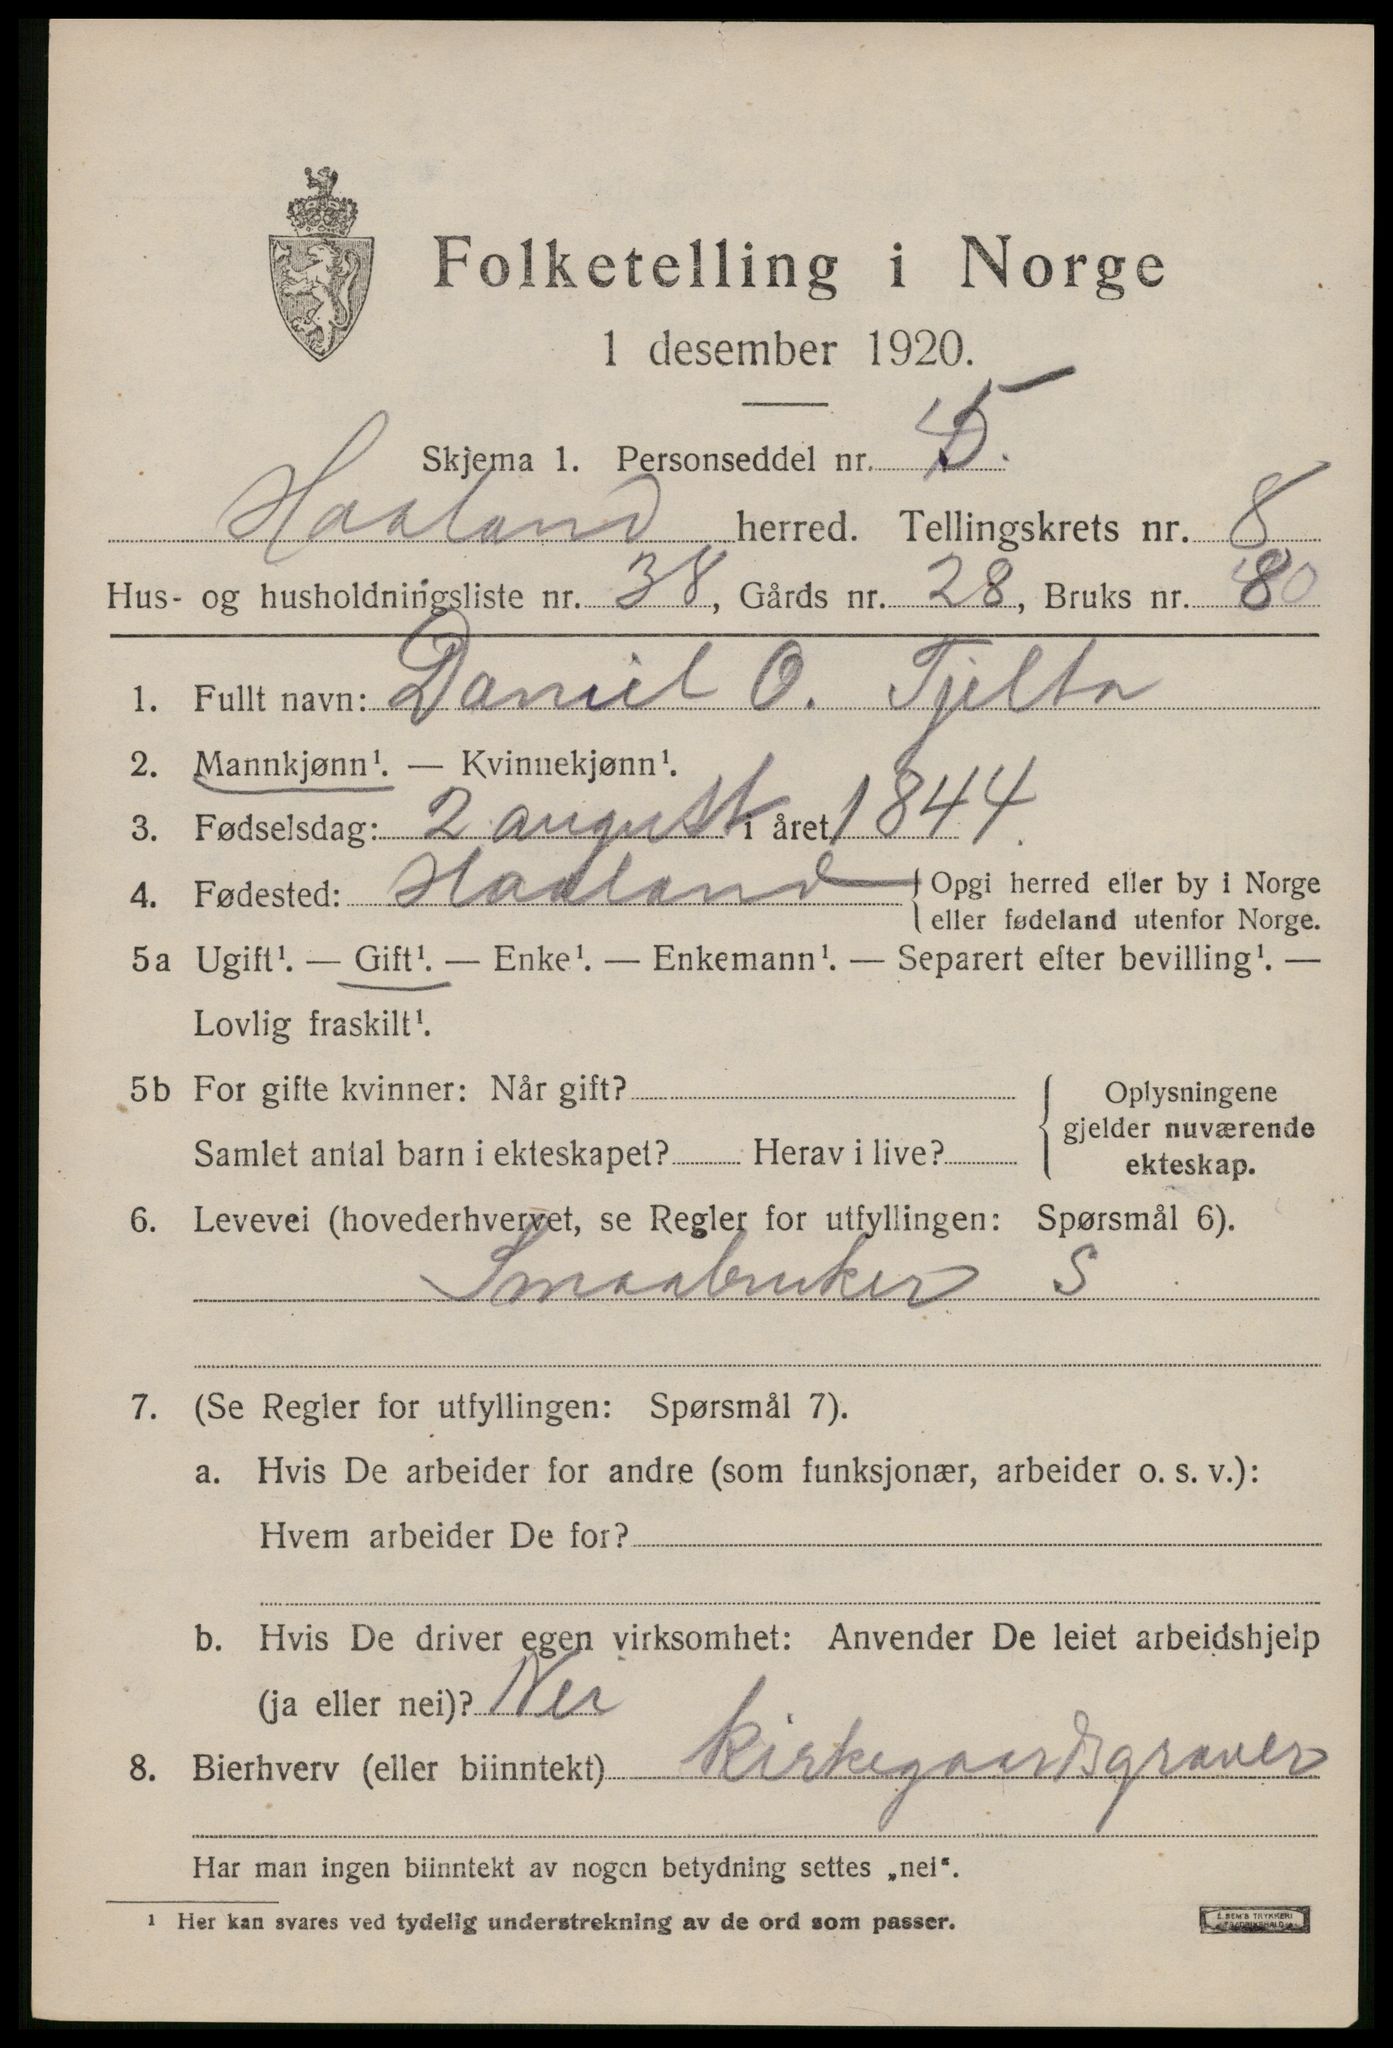 Folketelling i Norge
1 desember 1920.
Skjema 1. Personseddel nr. 5.
Haaland herred. Tellingskrets nr. 8
Hus- og husholdningsliste nr. 38, Gårds nr. 28, Bruks nr. 80
1. Fullt navn: Daniel O. Tjelta
2. Mannkjønn¹. — Kvinnekjønn¹.
3. Fødselsdag: 2 august i året 1844.
4. Fødested: Haaland { Opgi herred eller by i Norge
eller fødeland utenfor Norge.
5a Ugift¹. — Gift¹. — Enke¹. — Enkemann¹. — Separert efter bevilling¹. —
Lovlig fraskilt¹.
5b For gifte kvinner: Når gift? { Oplysningene
gjelder nuværende
Samlet antal barn i ekteskapet? Herav i live? ekteskap.
6. Levevei (hovederhvervet, se Regler for utfyllingen: Spørsmål 6).
Smaabruker S
7. (Se Regler for utfyllingen: Spørsmål 7).
a. Hvis De arbeider for andre (som funksjonær, arbeider o. s. v.):
Hvem arbeider De for?
b. Hvis De driver egen virksomhet: Anvender De leiet arbeidshjelp
(ja eller nei)? Nei
8. Bierhverv (eller biinntekt) Kirkegaardsgraver
Har man ingen biinntekt av nogen betydning settes „nei“.
¹ Her kan svares ved tydelig understrekning av de ord som passer.
E. SEM'S TRYKKERI
FREDRIKSHALD